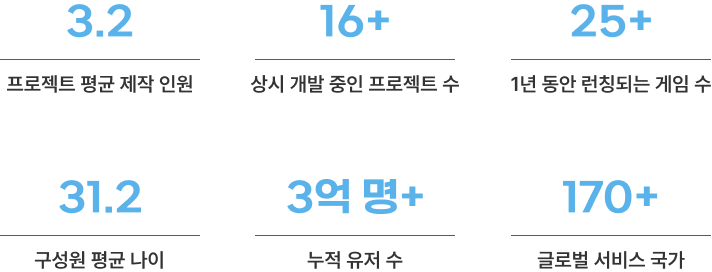 3.2
16+
25+
프로젝트 평균 제작 인원
상시 개발 중인 프로젝트 수
1년 동안 런칭되는 게임 수
31.2
3억 명+
170+
구성원 평균 나이
누적 유저 수
글로벌 서비스 국가